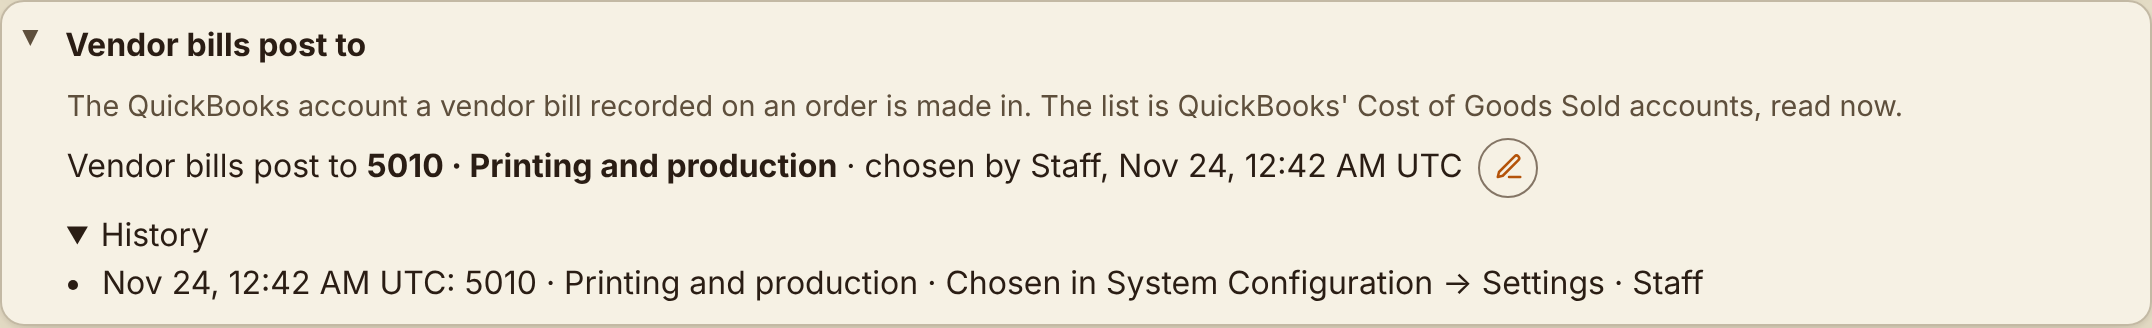 ▼ Vendor bills post to
The QuickBooks account a vendor bill recorded on an order is made in. The list is QuickBooks' Cost of Goods Sold accounts, read now.
Vendor bills post to 5010 · Printing and production · chosen by Staff, Nov 24, 12:42 AM UTC
▼ History
• Nov 24, 12:42 AM UTC: 5010 · Printing and production · Chosen in System Configuration → Settings · Staff